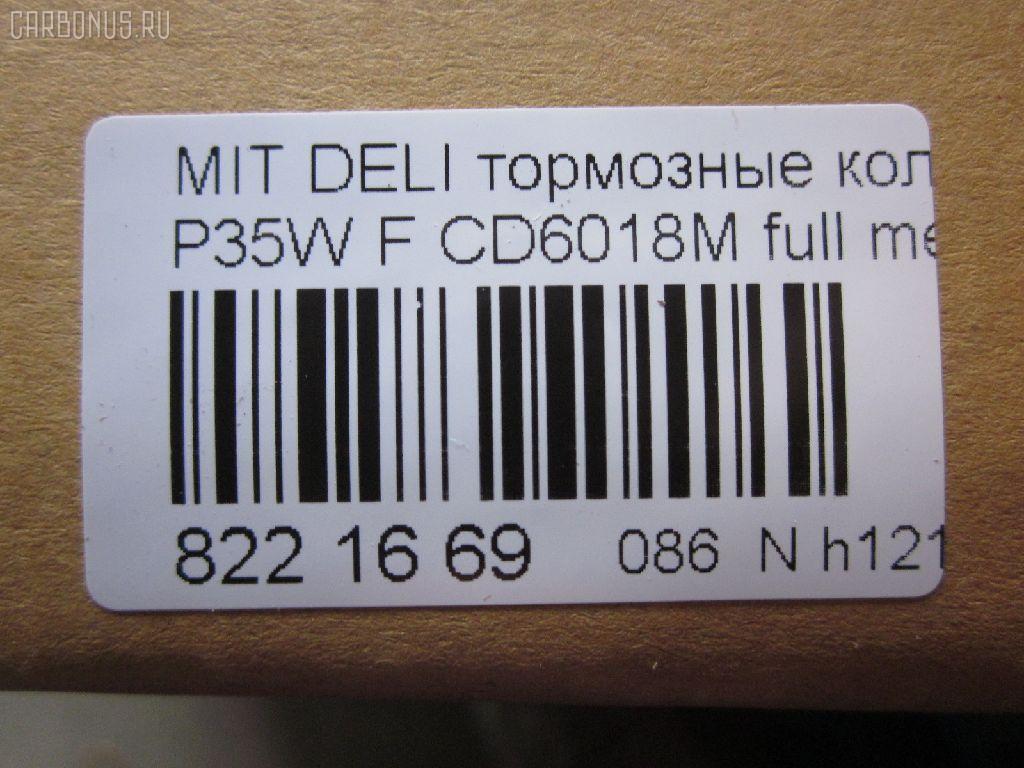 CARBONUS.RU
MIT DELI тормозные кол
P35W F CD6018M full me
822 16 69 086 N h121